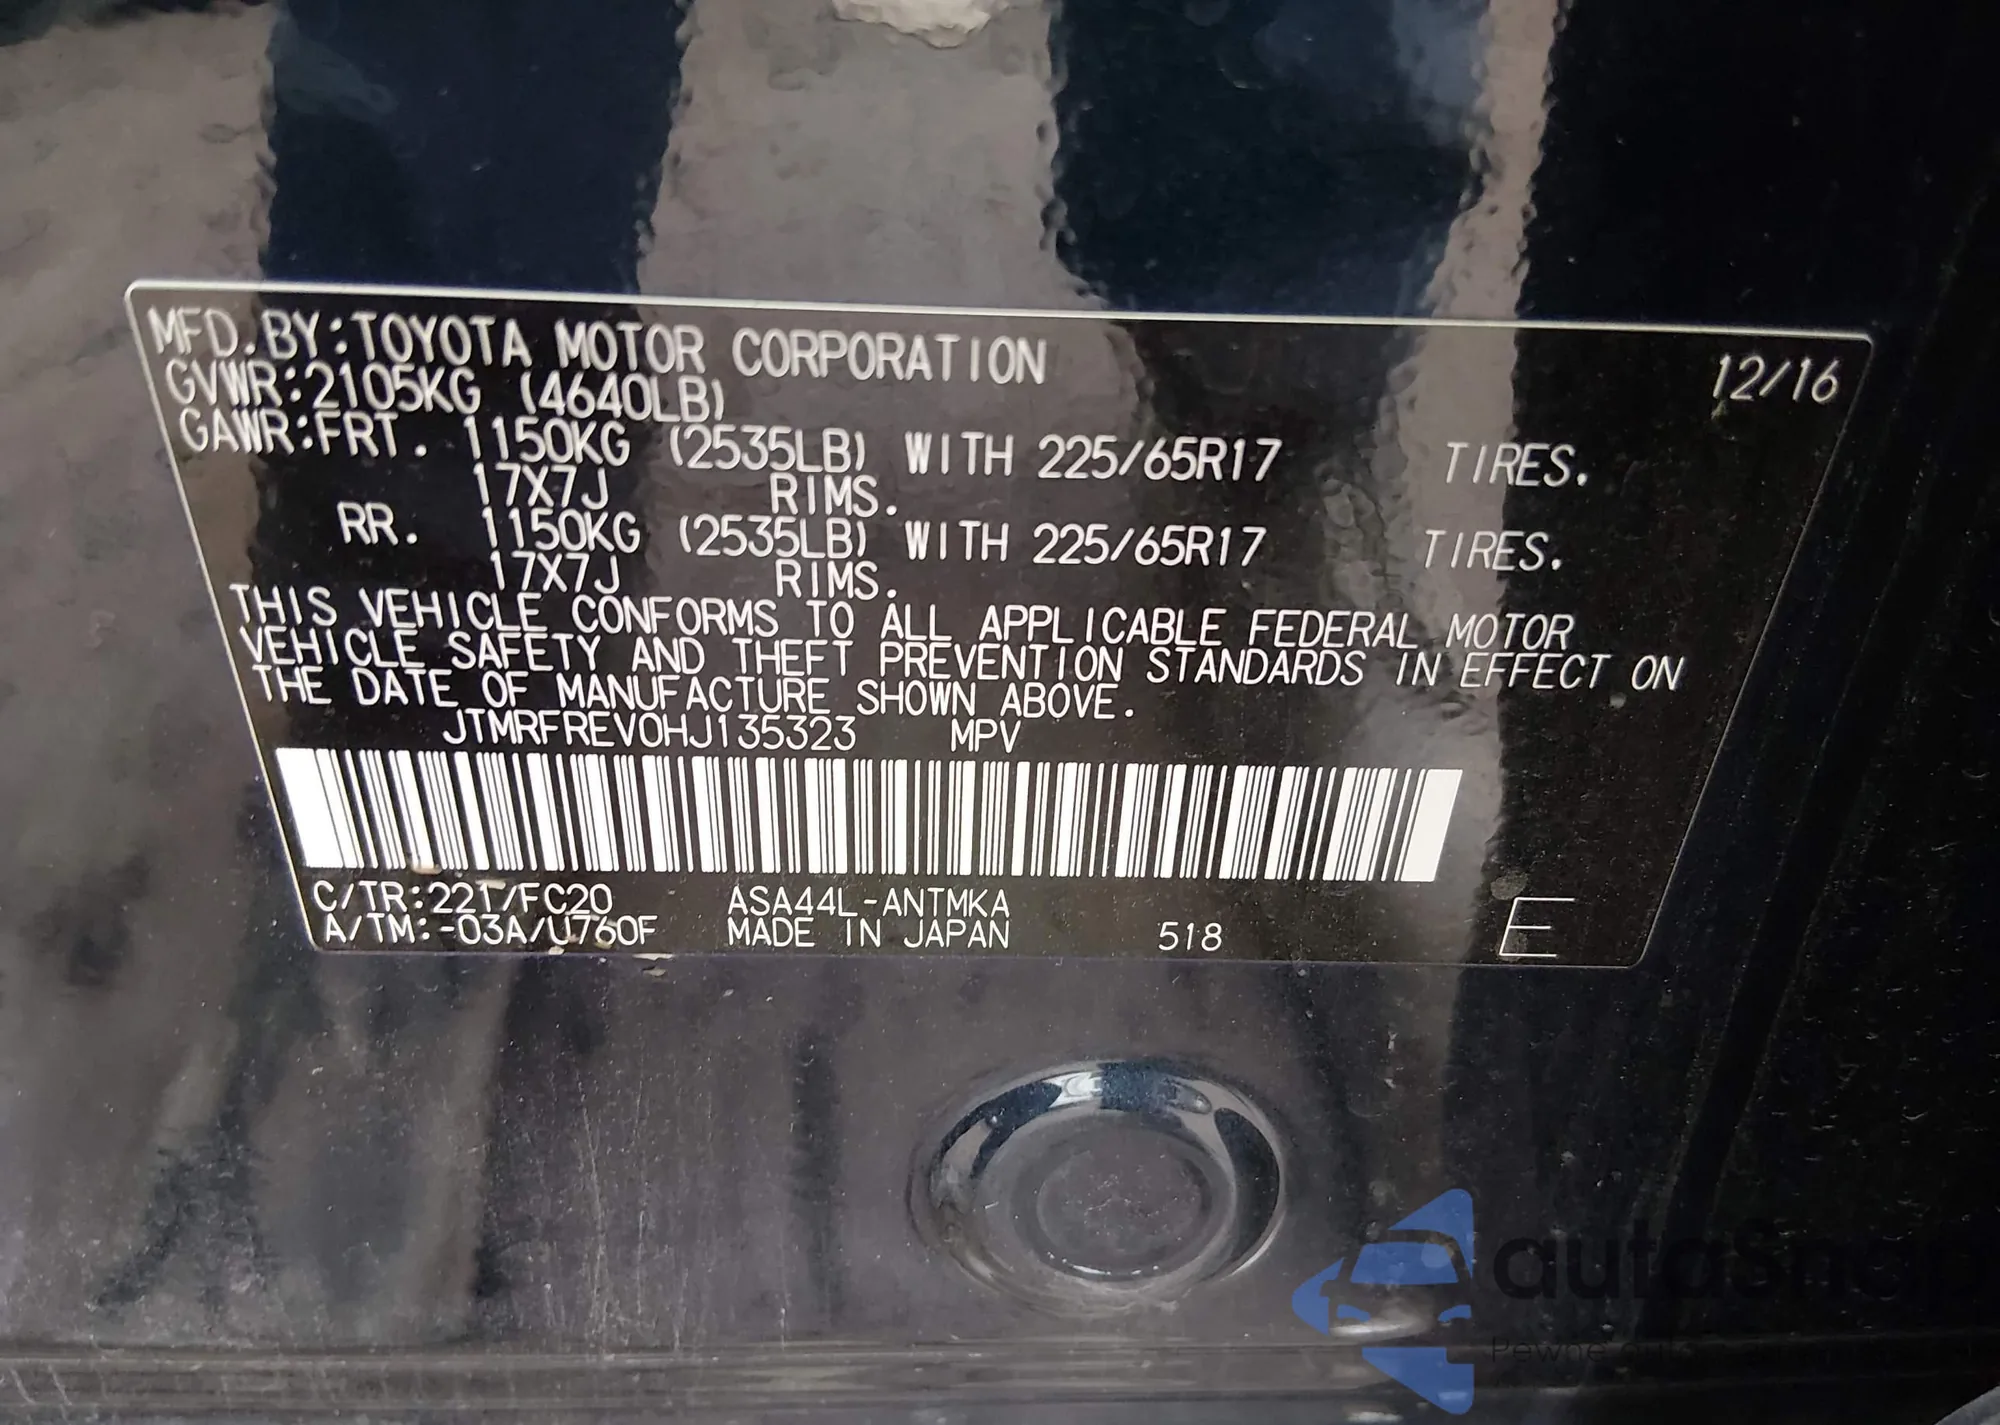 MFD.BY:TOYOTA MOTOR CORPORATION 12/16
GVWR:2105KG (4640LB)
GAWR:FRT. 1150KG (2535LB) WITH 225/65R17 TIRES.
17X7J RIMS.
RR. 1150KG (2535LB) WITH 225/65R17 TIRES.
17X7J RIMS.
THIS VEHICLE CONFORMS TO ALL APPLICABLE FEDERAL MOTOR
VEHICLE SAFETY AND THEFT PREVENTION STANDARDS IN EFFECT ON
THE DATE OF MANUFACTURE SHOWN ABOVE.
JTMRFREV0HJ135323 MPV
C/TR:221/FC20 ASA44L-ANTMKA
A/TM:-03A/U760F MADE IN JAPAN 518 E
autasnap
Pewne auta